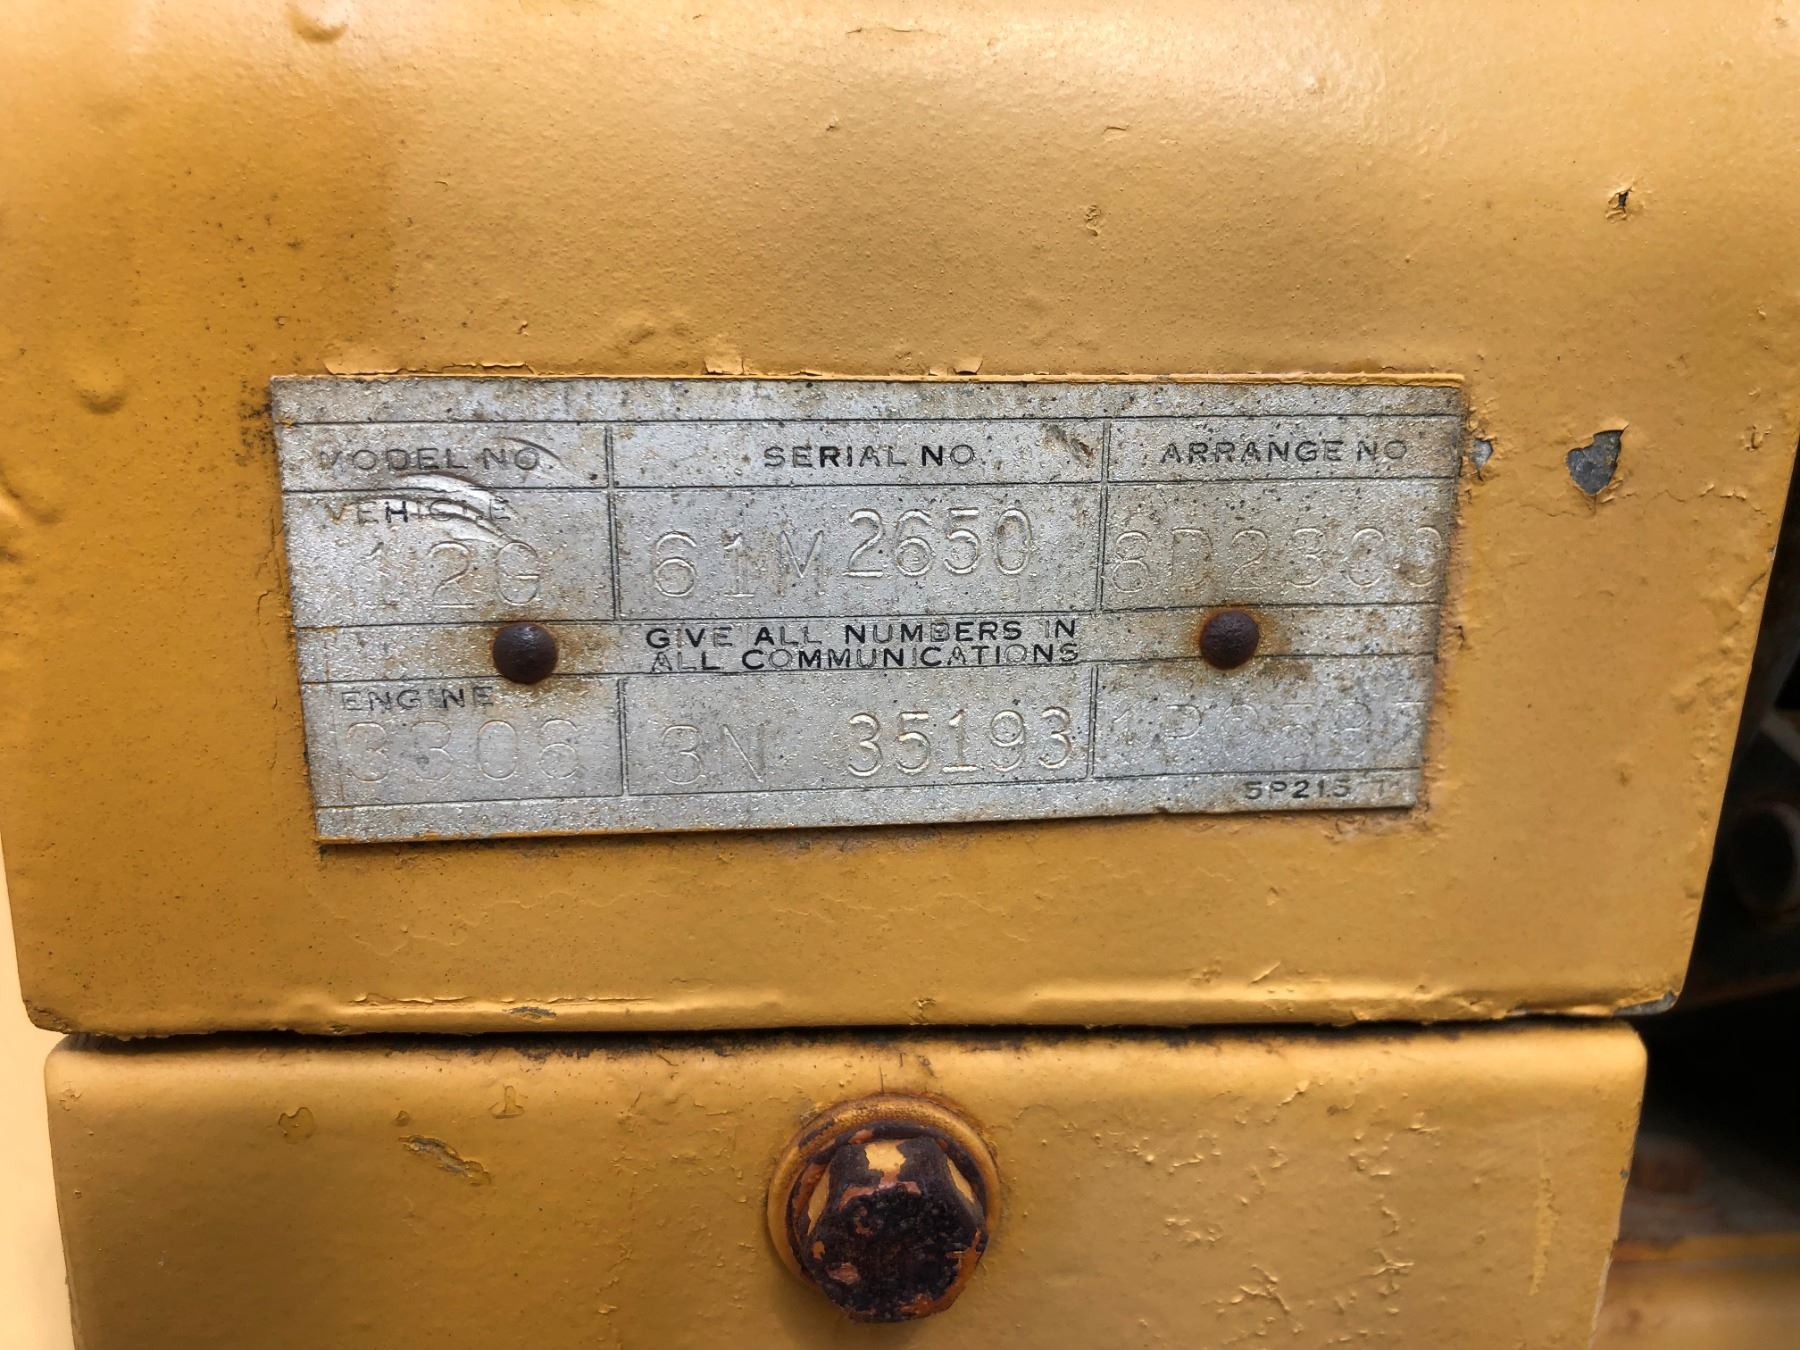 MODEL NO. SERIAL NO. ARRANGE NO
VEHICLE
12G 61M2650 8D2300
GIVE ALL NUMBERS IN
ALL COMMUNICATIONS
ENGINE
3306 3N 35193
5P215